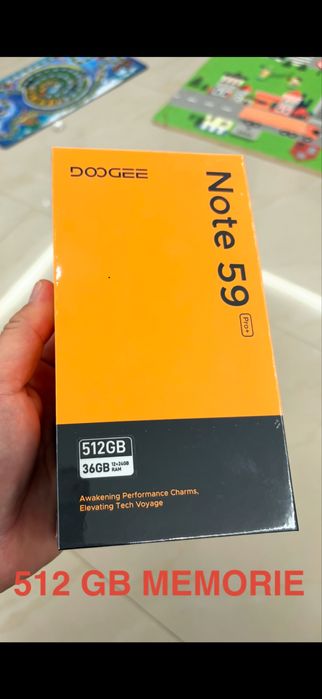 DOOGEE
Note 59 Pro+
512GB
36GB 12+24GB RAM
Awakening Performance Charms,
Elevating Tech Voyage
512 GB MEMORIE